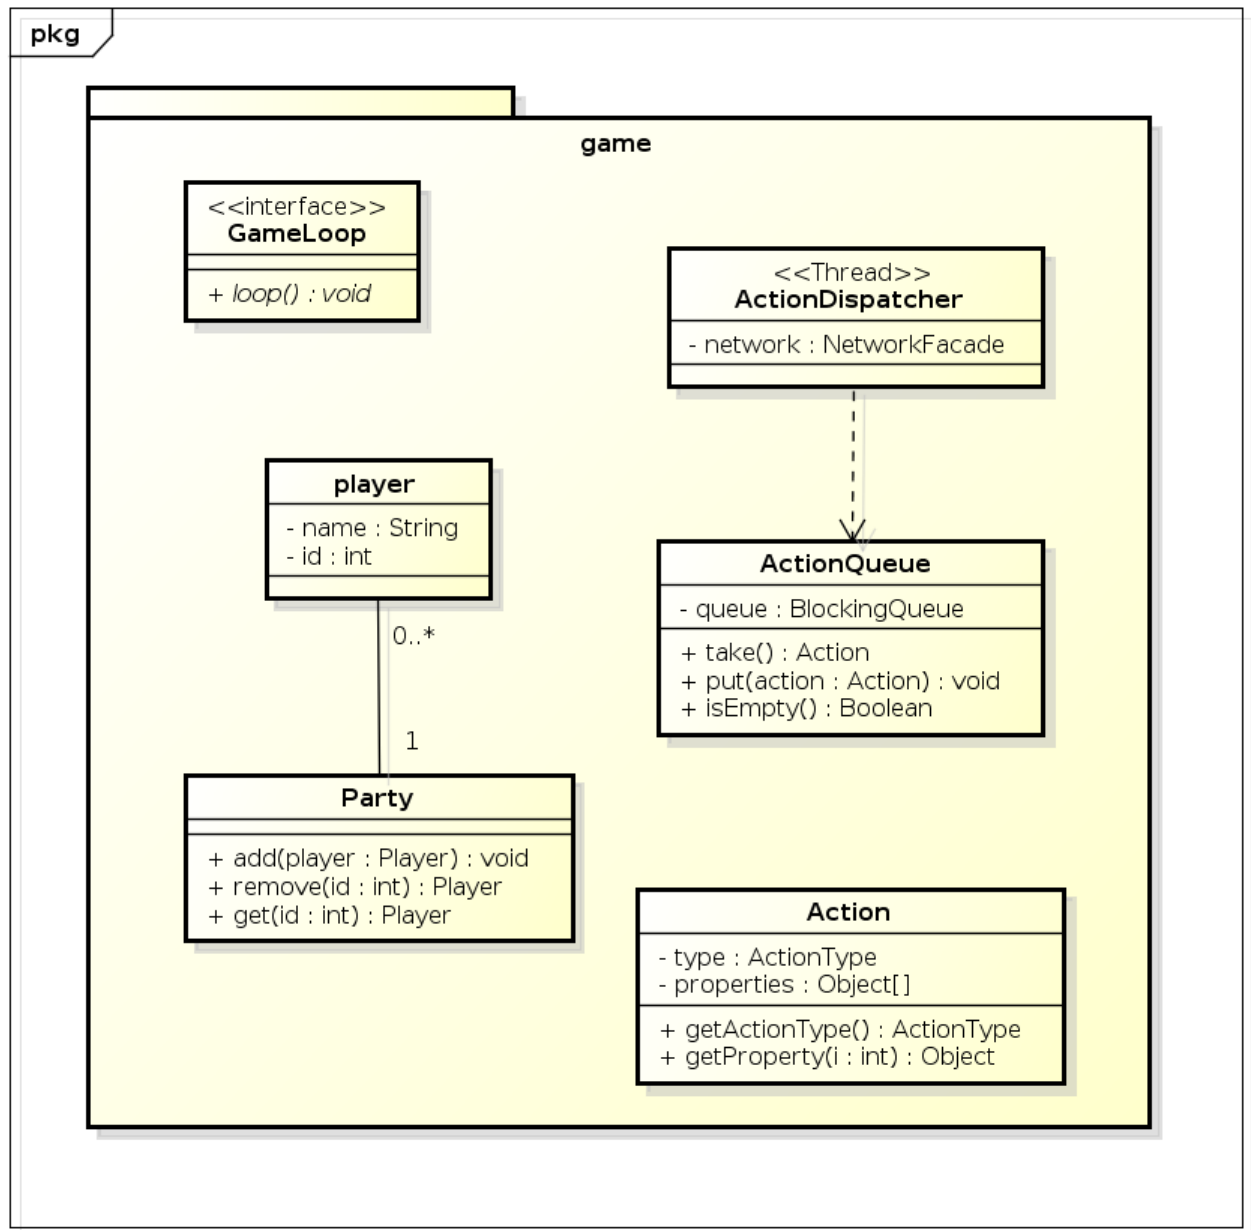 pkg
game
<<interface>>
GameLoop
+ loop() : void
<<Thread>>
ActionDispatcher
- network : NetworkFacade
player
- name : String
- id : int
0..*
1
Party
+ add(player : Player) : void
+ remove(id : int) : Player
+ get(id : int) : Player
ActionQueue
- queue : BlockingQueue
+ take() : Action
+ put(action : Action) : void
+ isEmpty() : Boolean
Action
- type : ActionType
- properties : Object[]
+ getActionType() : ActionType
+ getProperty(i : int) : Object